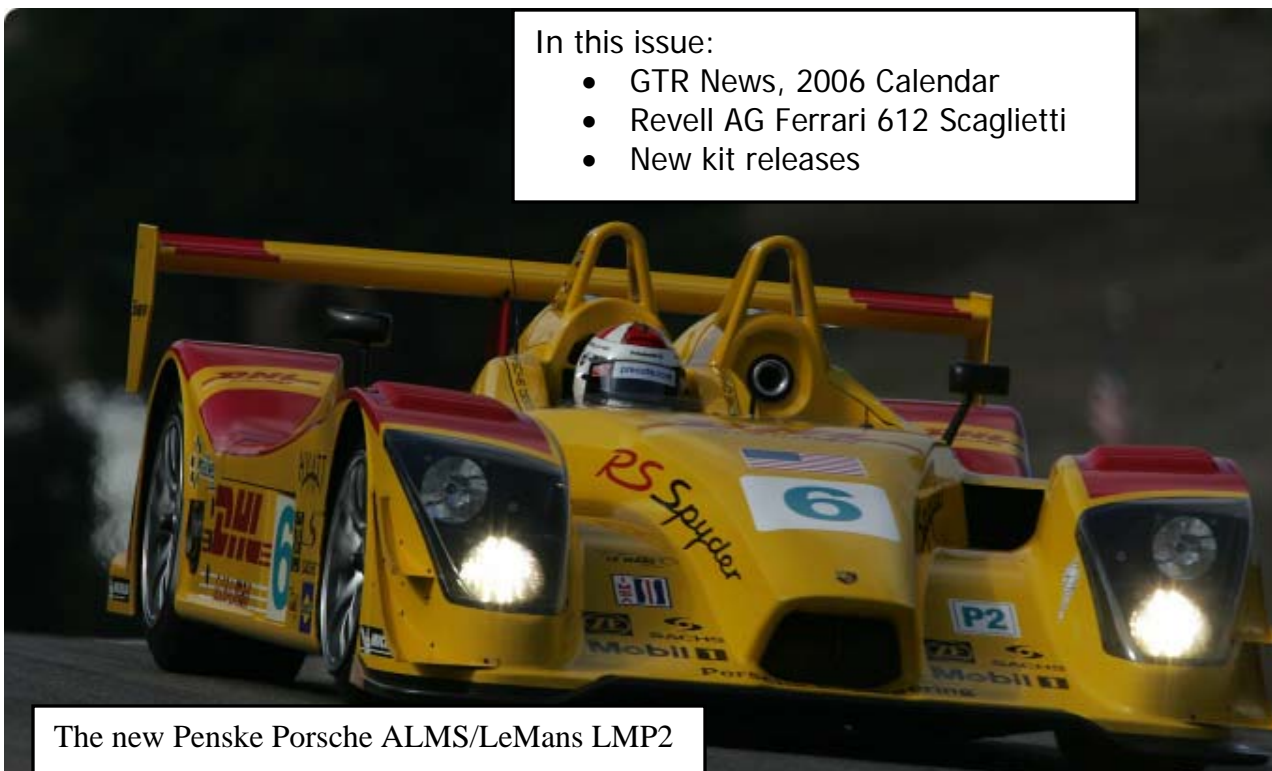 In this issue:
• GTR News, 2006 Calendar
• Revell AG Ferrari 612 Scaglietti
• New kit releases
DHL
RS Spyder
6
HYATT
DHL
6
P2
SACHS
Mobil 1
SACHS
Mobil 1
The new Penske Porsche ALMS/LeMans LMP2